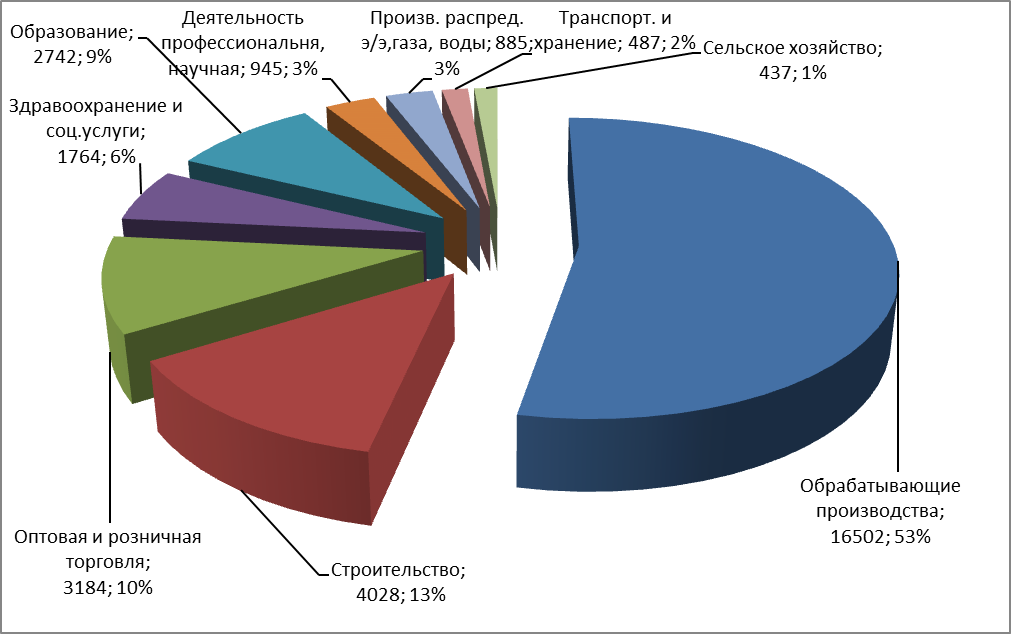 Образование;
2742; 9%
Деятельность
профессиональня,
научная; 945; 3%
Произв. распред.
э/э,газа, воды; 885;
3%
Транспорт. и
хранение; 487; 2%
Сельское хозяйство;
437; 1%
Здравоохранение и
соц.услуги;
1764; 6%
Обрабатывающие
производства;
16502; 53%
Оптовая и розничная
торговля;
3184; 10%
Строительство;
4028; 13%